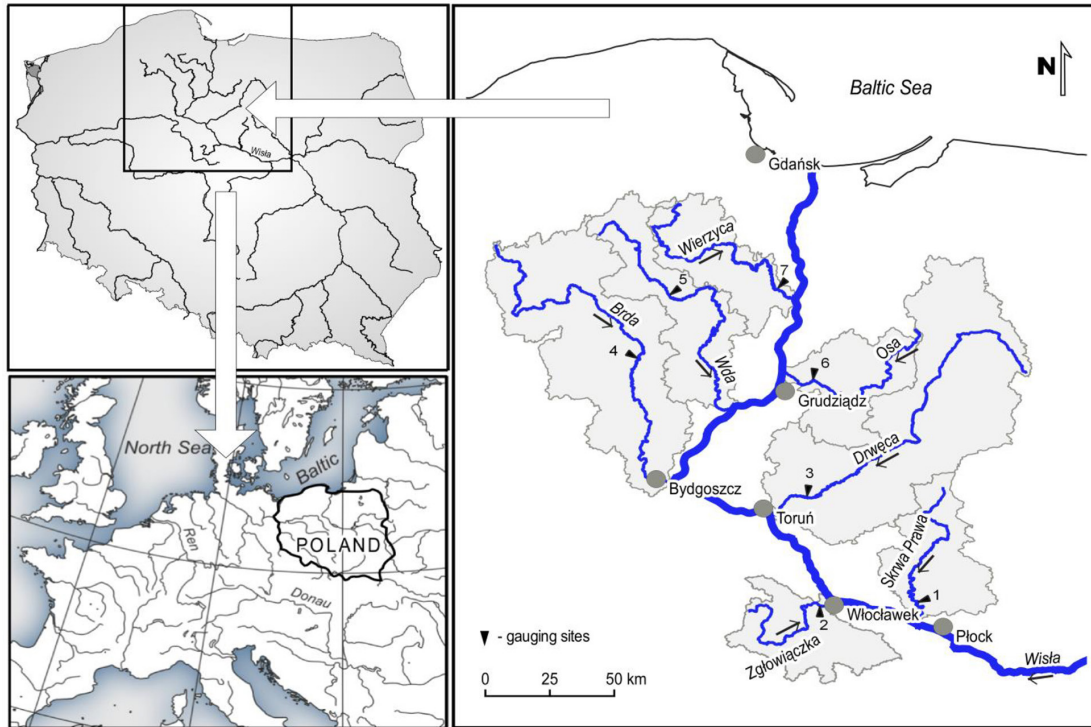 Wisła
North Sea
Baltic
POLAND
Ren
Donau
N
Baltic Sea
Gdańsk
Wierzyca
7
5
Brda
4
Wda
Osa
6
Grudziądz
Drwęca
3
Bydgoszcz
Toruń
Skrwa Prawa
1
2
Włocławek
Zgłowiączka
Płock
Wisła
- gauging sites
0 25 50 km